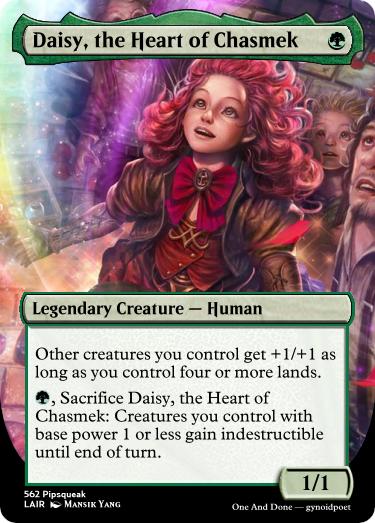 Daisy, the Heart of Chasmek
Legendary Creature — Human
Other creatures you control get +1/+1 as
long as you control four or more lands.
, Sacrifice Daisy, the Heart of
Chasmek: Creatures you control with
base power 1 or less gain indestructible
until end of turn.
1/1
562 Pipsqueak
LAIR Mansik Yang
One And Done — gynoidpoet